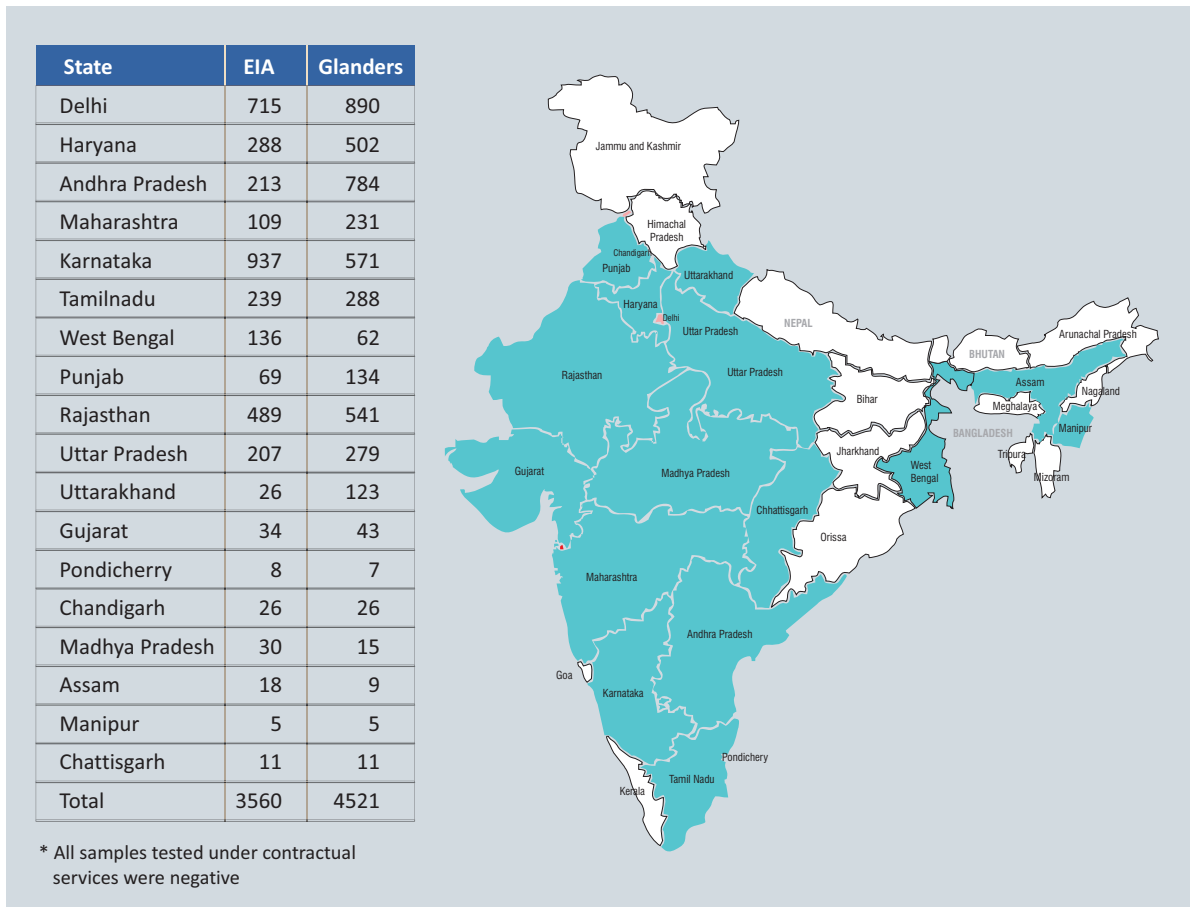 State EIA Glanders
Delhi 715 890
Haryana 288 502
Andhra Pradesh 213 784
Maharashtra 109 231
Karnataka 937 571
Tamilnadu 239 288
West Bengal 136 62
Punjab 69 134
Rajasthan 489 541
Uttar Pradesh 207 279
Uttarakhand 26 123
Gujarat 34 43
Pondicherry 8 7
Chandigarh 26 26
Madhya Pradesh 30 15
Assam 18 9
Manipur 5 5
Chattisgarh 11 11
Total 3560 4521
* All samples tested under contractual
services were negative
Jammu and Kashmir
Himachal
Pradesh
Chandigarh
Punjab
Uttarakhand
Haryana
Delhi
Uttar Pradesh
NEPAL
Arunachal Pradesh
BHUTAN
Rajasthan
Uttar Pradesh
Assam
Nagaland
Bihar
Meghalaya
Manipur
BANGLADESH
Jharkhand
Tripura
Gujarat
Madhya Pradesh
West
Bengal
Mizoram
Chhattisgarh
Orissa
Maharashtra
Andhra Pradesh
Goa
Karnataka
Pondichery
Tamil Nadu
Kerala